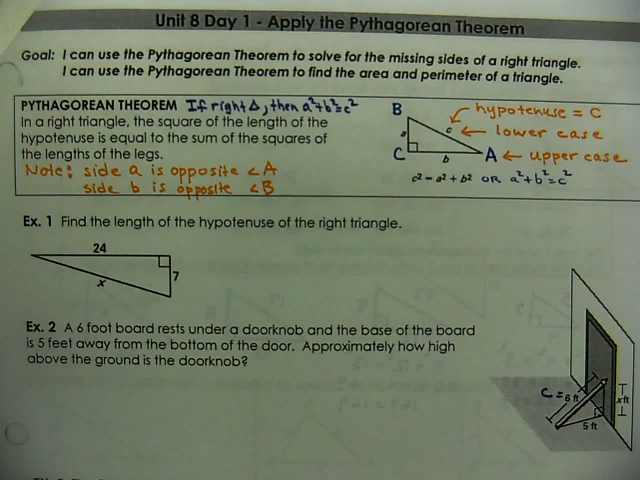 Unit 8 Day 1 - Apply the Pythagorean Theorem
Goal: I can use the Pythagorean Theorem to solve for the missing sides of a right triangle.
I can use the Pythagorean Theorem to find the area and perimeter of a triangle.
PYTHAGOREAN THEOREM If right Δ, then a²+b²=c²
In a right triangle, the square of the length of the
hypotenuse is equal to the sum of the squares of
the lengths of the legs.
Note: side a is opposite ∠A
side b is opposite ∠B
B
hypotenuse = c
a
c
← lower case
C
b
A ← upper case
c² = a² + b² OR a²+b²=c²
Ex. 1 Find the length of the hypotenuse of the right triangle.
24
7
x
Ex. 2 A 6 foot board rests under a doorknob and the base of the board
is 5 feet away from the bottom of the door. Approximately how high
above the ground is the doorknob?
C = 6 ft
x ft
5 ft